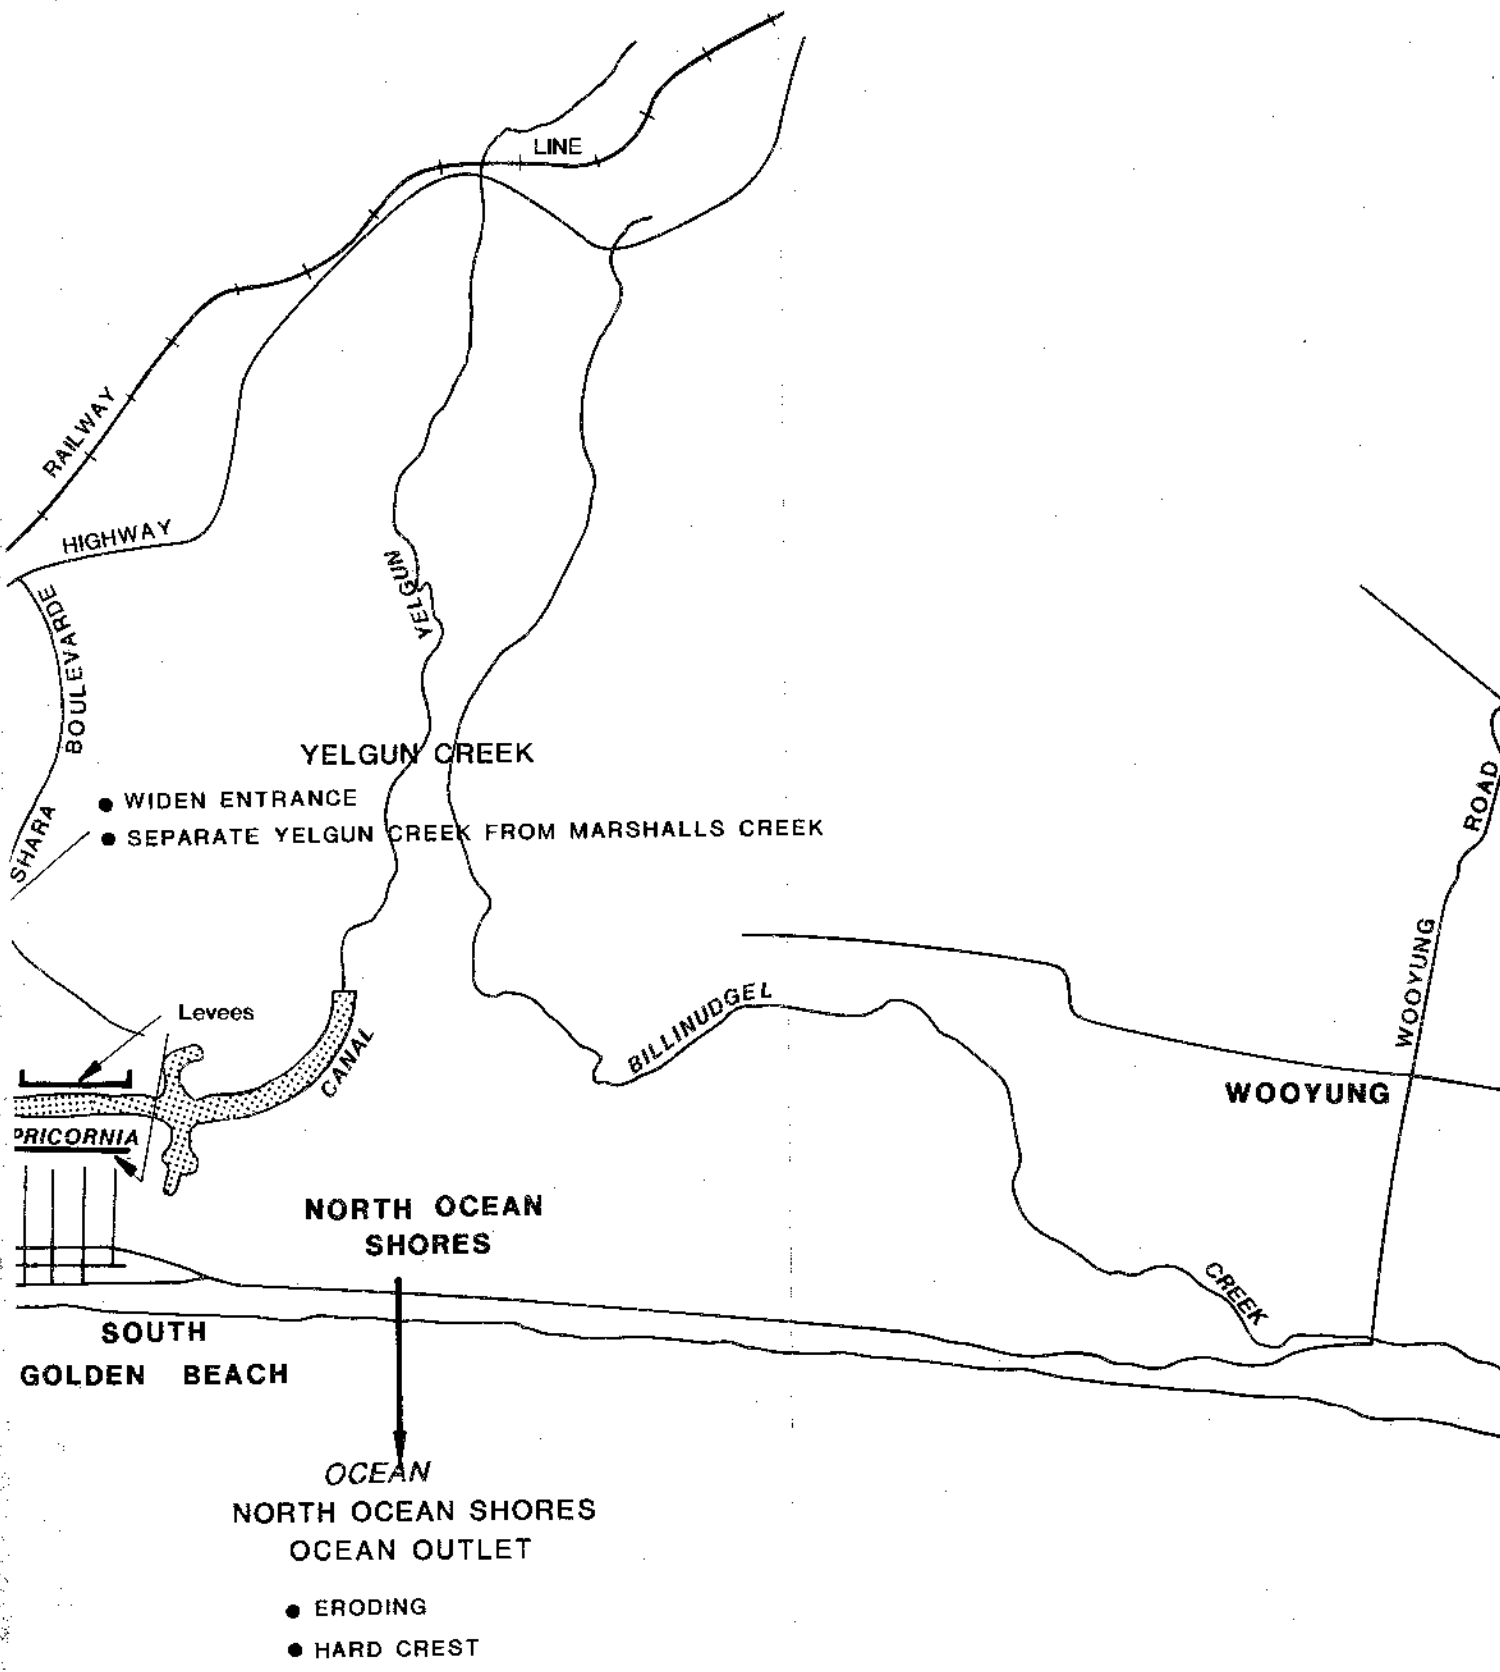 LINE
RAILWAY
HIGHWAY
YELGUN
BOULEVARDE
SHARA
YELGUN CREEK
● WIDEN ENTRANCE
● SEPARATE YELGUN CREEK FROM MARSHALLS CREEK
ROAD
WOOYUNG
Levees
BILLINUDGEL
CANAL
WOOYUNG
PRICORNIA
NORTH OCEAN
SHORES
CREEK
SOUTH
GOLDEN BEACH
OCEAN
NORTH OCEAN SHORES
OCEAN OUTLET
● ERODING
● HARD CREST